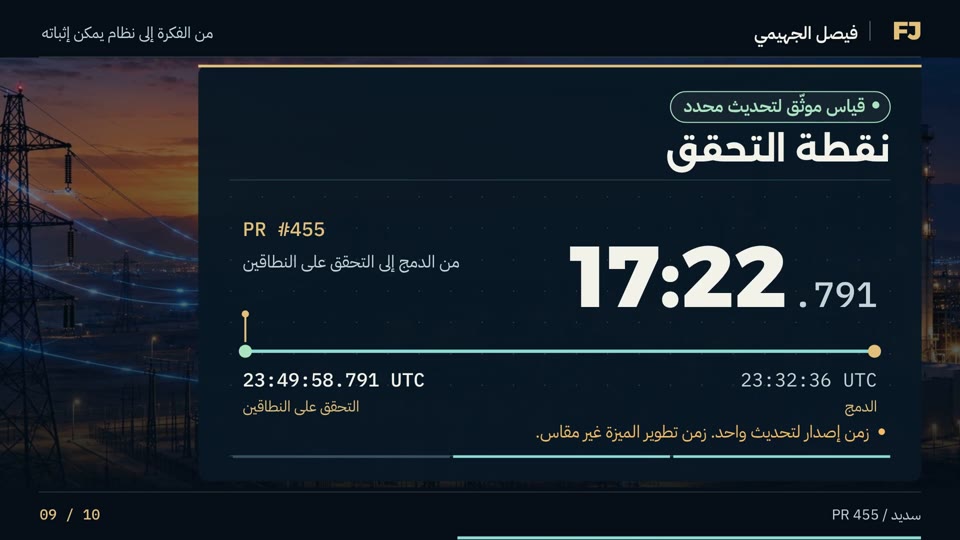 FJ | فيصل الجهيمي
من الفكرة إلى نظام يمكن إثباته
قياس موثّق لتحديث محدد
نقطة التحقق
17:22.791
PR #455
من الدمج إلى التحقق على النطاقين
23:32:36 UTC
الدمج
23:49:58.791 UTC
التحقق على النطاقين
زمن إصدار لتحديث واحد. زمن تطوير الميزة غير مقاس.
سديد / PR 455
09 / 10